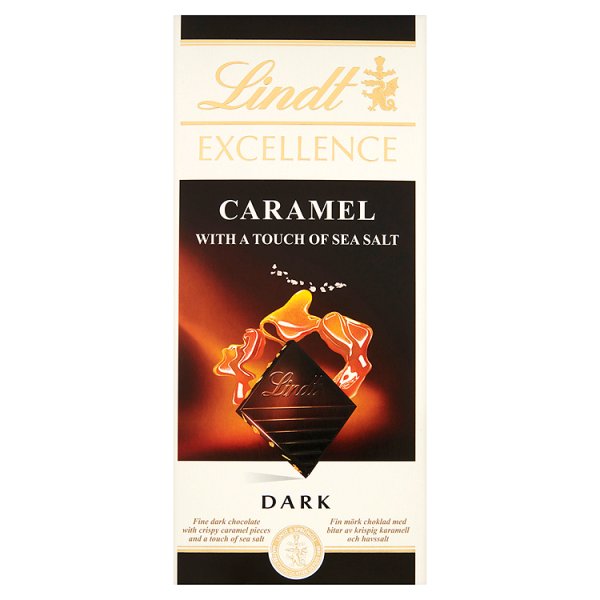 Lindt
EXCELLENCE
CARAMEL
WITH A TOUCH OF SEA SALT
Lindt
DARK
Fine dark chocolate
with crispy caramel pieces
and a touch of sea salt
Fin mörk choklad med
bitar av krispig karamell
och havssalt